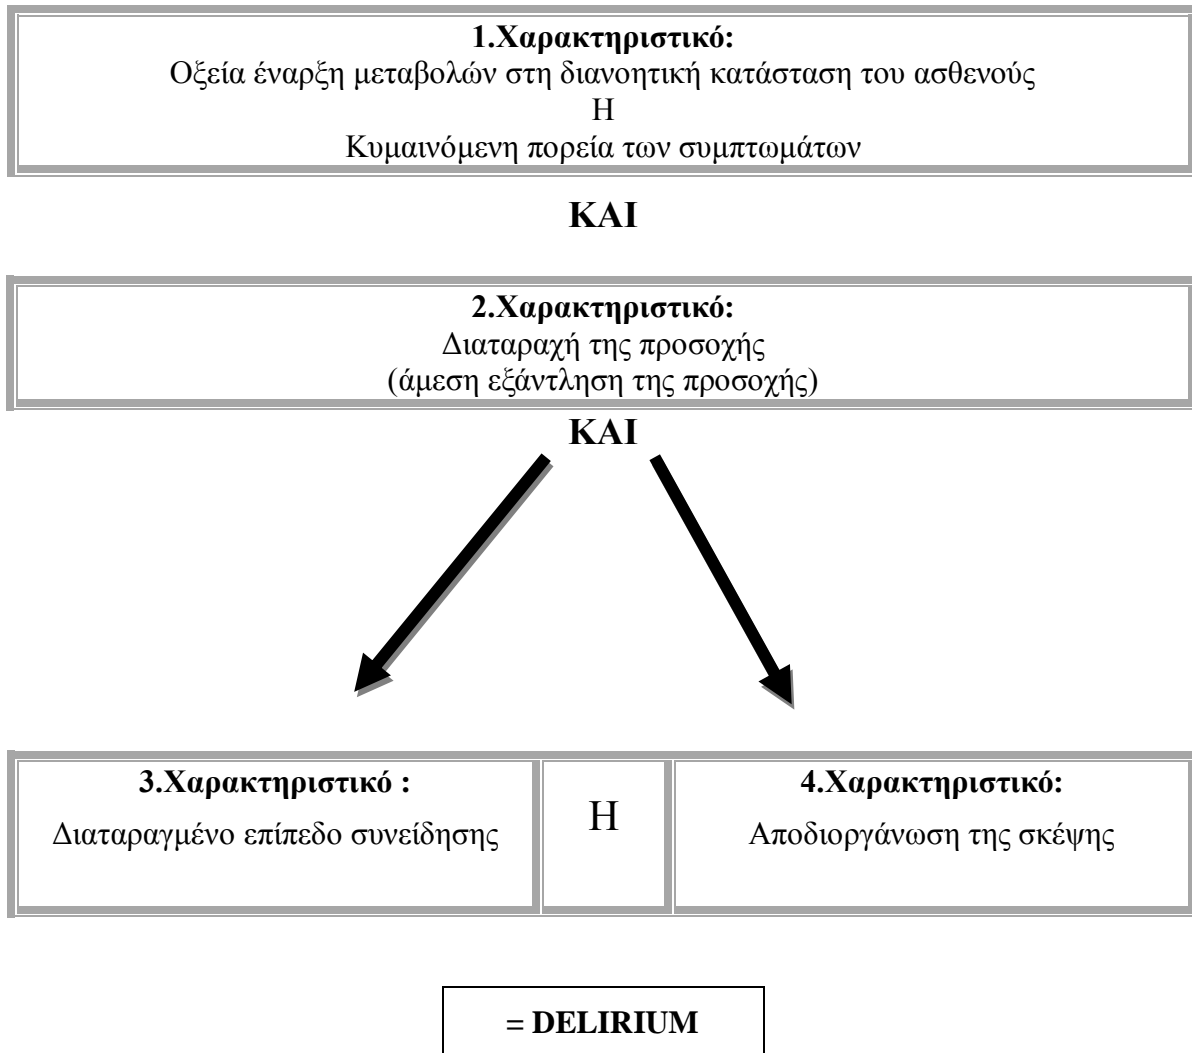 1.Χαρακτηριστικό:
Οξεία έναρξη μεταβολών στη διανοητική κατάσταση του ασθενούς
Η
Κυμαινόμενη πορεία των συμπτωμάτων
ΚΑΙ
2.Χαρακτηριστικό:
Διαταραχή της προσοχής
(άμεση εξάντληση της προσοχής)
ΚΑΙ
3.Χαρακτηριστικό :
Διαταραγμένο επίπεδο συνείδησης
Η
4.Χαρακτηριστικό:
Αποδιοργάνωση της σκέψης
= DELIRIUM